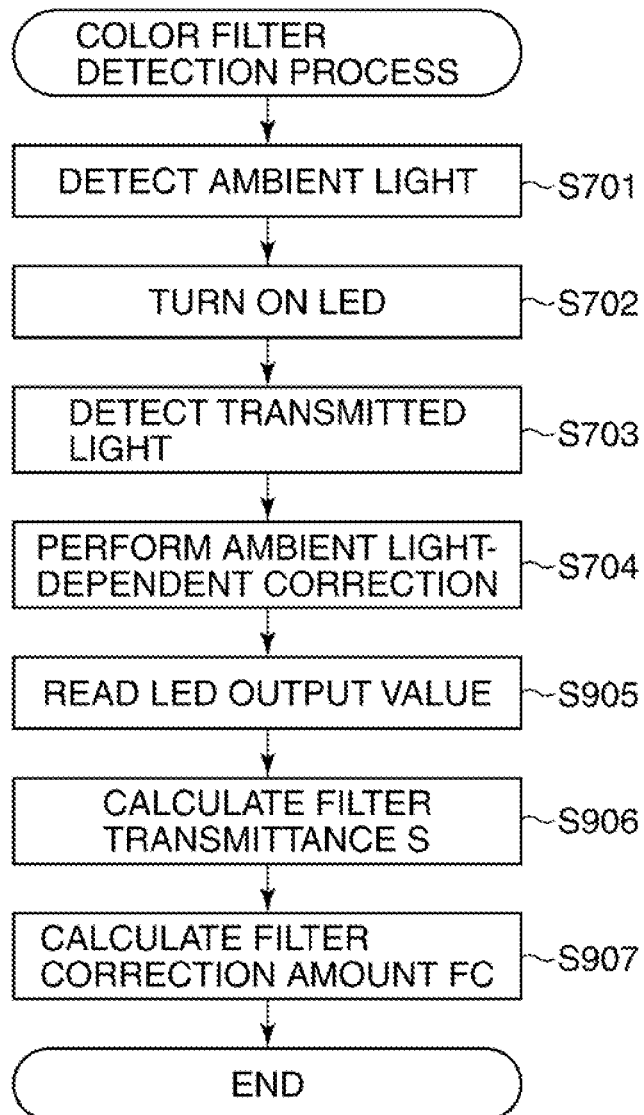 COLOR FILTER
DETECTION PROCESS
DETECT AMBIENT LIGHT
S701
TURN ON LED
S702
DETECT TRANSMITTED
LIGHT
S703
PERFORM AMBIENT LIGHT-
DEPENDENT CORRECTION
S704
READ LED OUTPUT VALUE
S905
CALCULATE FILTER
TRANSMITTANCE S
S906
CALCULATE FILTER
CORRECTION AMOUNT FC
S907
END